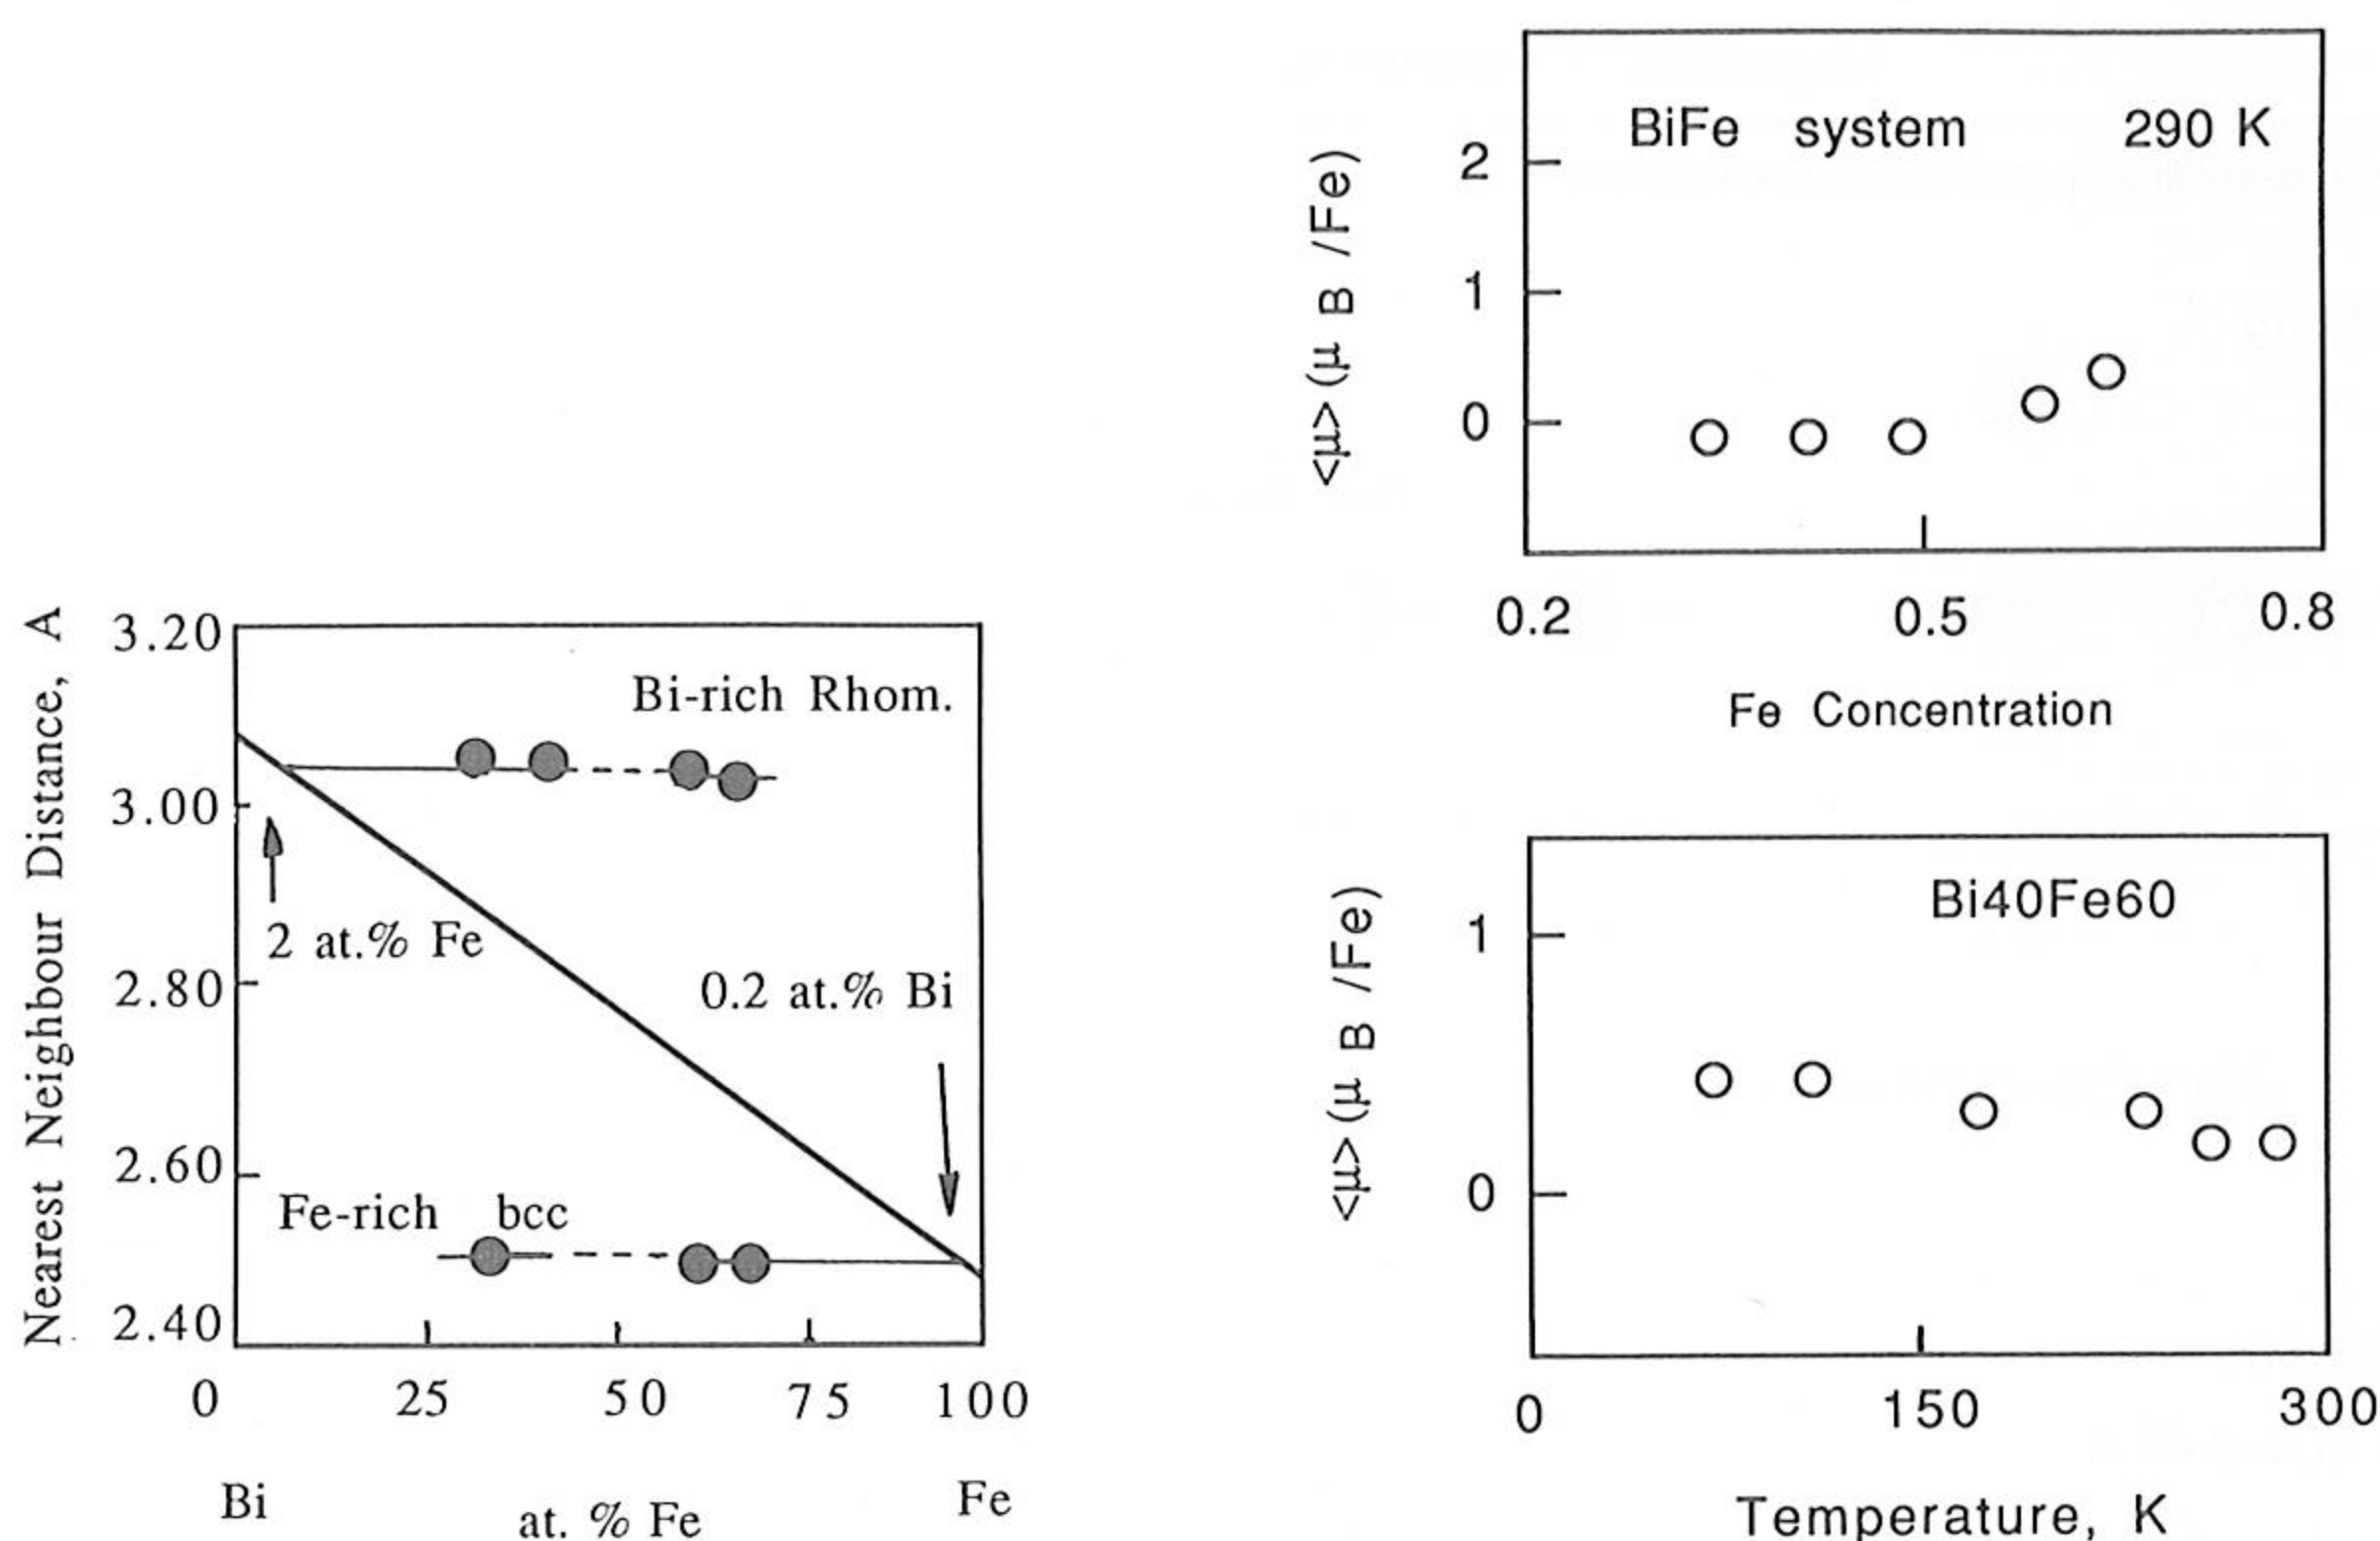 Nearest Neighbour Distance, A
3.20
3.00
2.80
2.60
2.40
Bi-rich Rhom.
2 at.% Fe
0.2 at.% Bi
Fe-rich bcc
0 25 50 75 100
Bi at. % Fe Fe
<μ> (μ B /Fe)
2
1
0
BiFe system 290 K
0.2 0.5 0.8
Fe Concentration
<μ> (μ B /Fe)
1
0
Bi40Fe60
0 150 300
Temperature, K